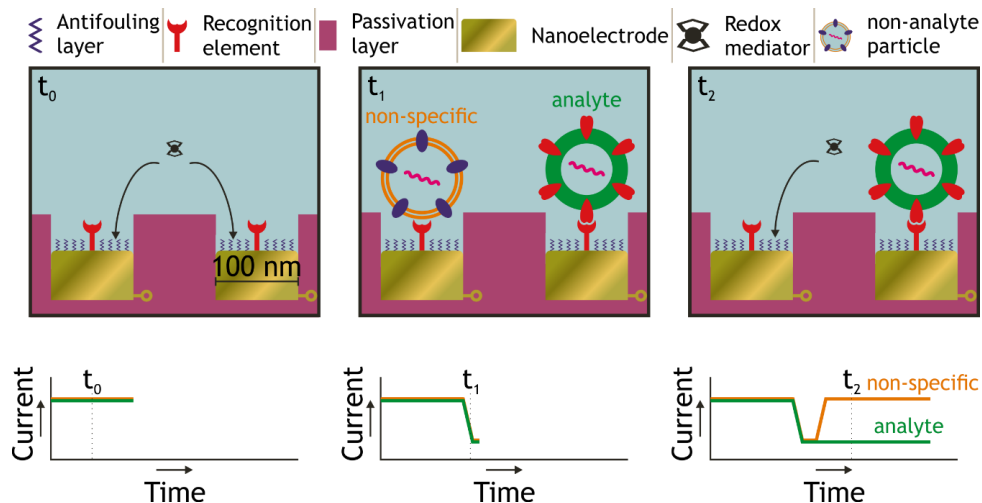 Antifouling layer
Recognition element
Passivation layer
Nanoelectrode
Redox mediator
non-analyte particle
t0
100 nm
t1
non-specific
analyte
t2
Current
t0
Time
Current
t1
Time
Current
t2
non-specific
analyte
Time